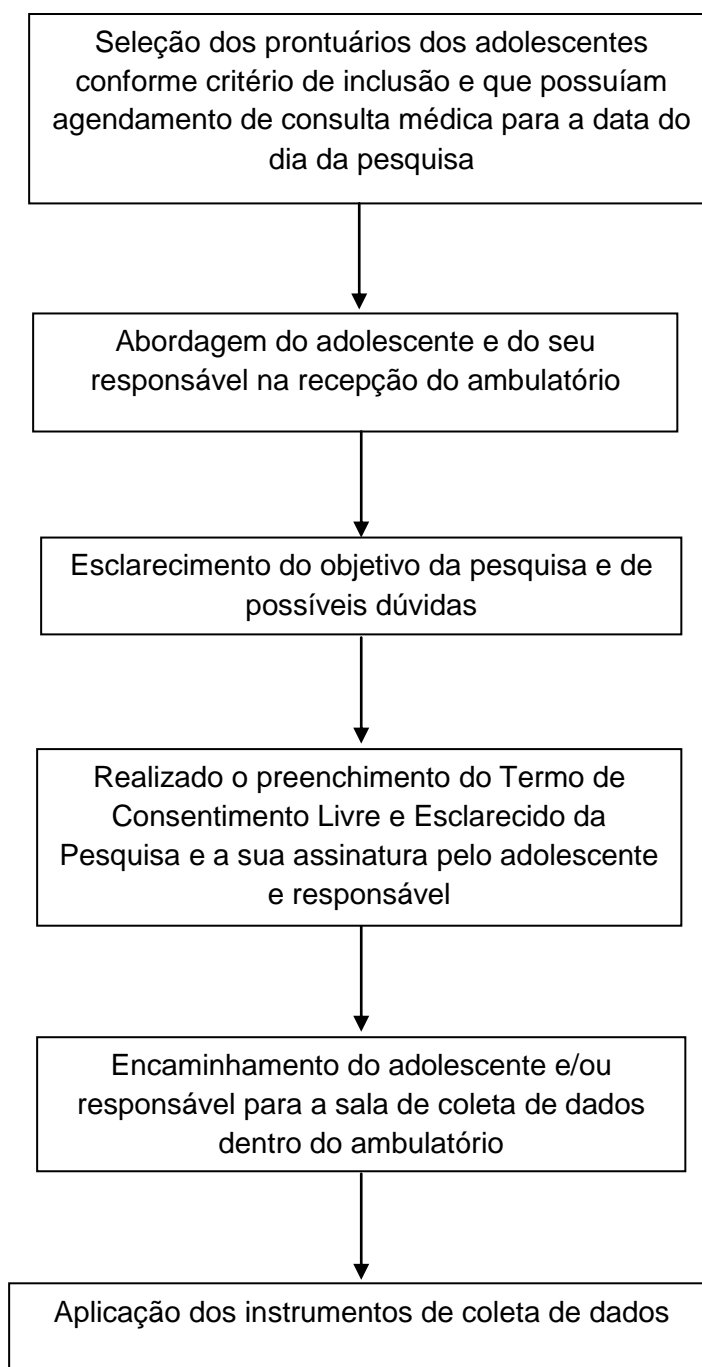 Seleção dos prontuários dos adolescentes
conforme critério de inclusão e que possuíam
agendamento de consulta médica para a data do
dia da pesquisa
Abordagem do adolescente e do seu
responsável na recepção do ambulatório
Esclarecimento do objetivo da pesquisa e de
possíveis dúvidas
Realizado o preenchimento do Termo de
Consentimento Livre e Esclarecido da
Pesquisa e a sua assinatura pelo adolescente
e responsável
Encaminhamento do adolescente e/ou
responsável para a sala de coleta de dados
dentro do ambulatório
Aplicação dos instrumentos de coleta de dados